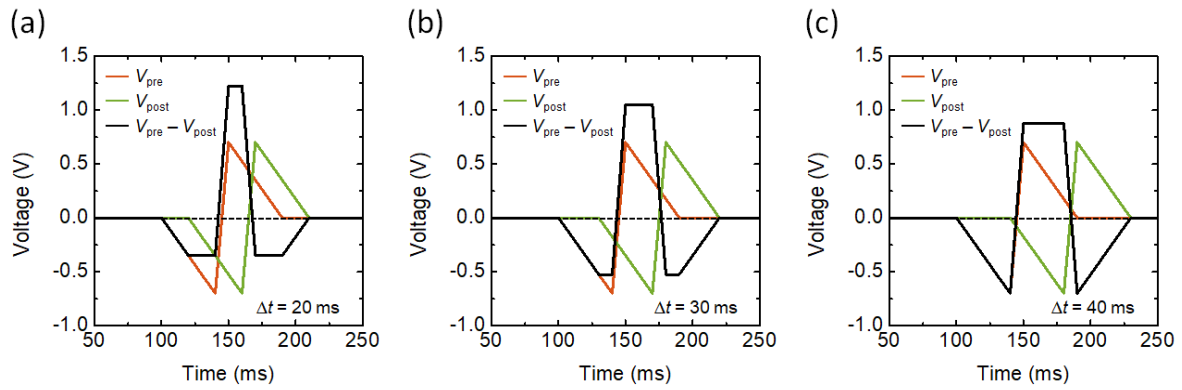 (a)
1.5
1.0
0.5
0.0
-0.5
-1.0
Voltage (V)
Vpre
Vpost
Vpre – Vpost
Δt = 20 ms
50 100 150 200 250
Time (ms)
(b)
1.5
1.0
0.5
0.0
-0.5
-1.0
Voltage (V)
Vpre
Vpost
Vpre – Vpost
Δt = 30 ms
50 100 150 200 250
Time (ms)
(c)
1.5
1.0
0.5
0.0
-0.5
-1.0
Voltage (V)
Vpre
Vpost
Vpre – Vpost
Δt = 40 ms
50 100 150 200 250
Time (ms)